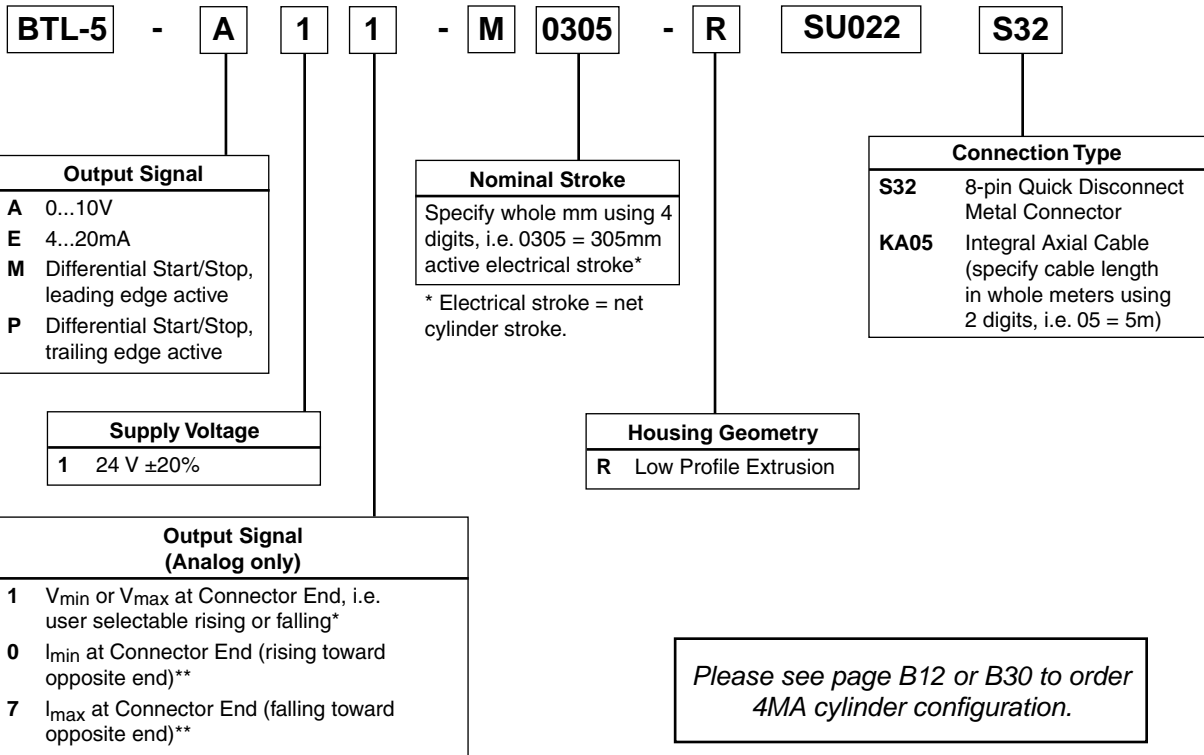 BTL-5 - A 1 1 - M 0305 - R SU022 S32
Output Signal
A 0...10V
E 4...20mA
M Differential Start/Stop,
leading edge active
P Differential Start/Stop,
trailing edge active
Nominal Stroke
Specify whole mm using 4
digits, i.e. 0305 = 305mm
active electrical stroke*
* Electrical stroke = net
cylinder stroke.
Connection Type
S32 8-pin Quick Disconnect
Metal Connector
KA05 Integral Axial Cable
(specify cable length
in whole meters using
2 digits, i.e. 05 = 5m)
Supply Voltage
1 24 V ±20%
Housing Geometry
R Low Profile Extrusion
Output Signal
(Analog only)
1 Vmin or Vmax at Connector End, i.e.
user selectable rising or falling*
0 Imin at Connector End (rising toward
opposite end)**
7 Imax at Connector End (falling toward
opposite end)**
Please see page B12 or B30 to order
4MA cylinder configuration.